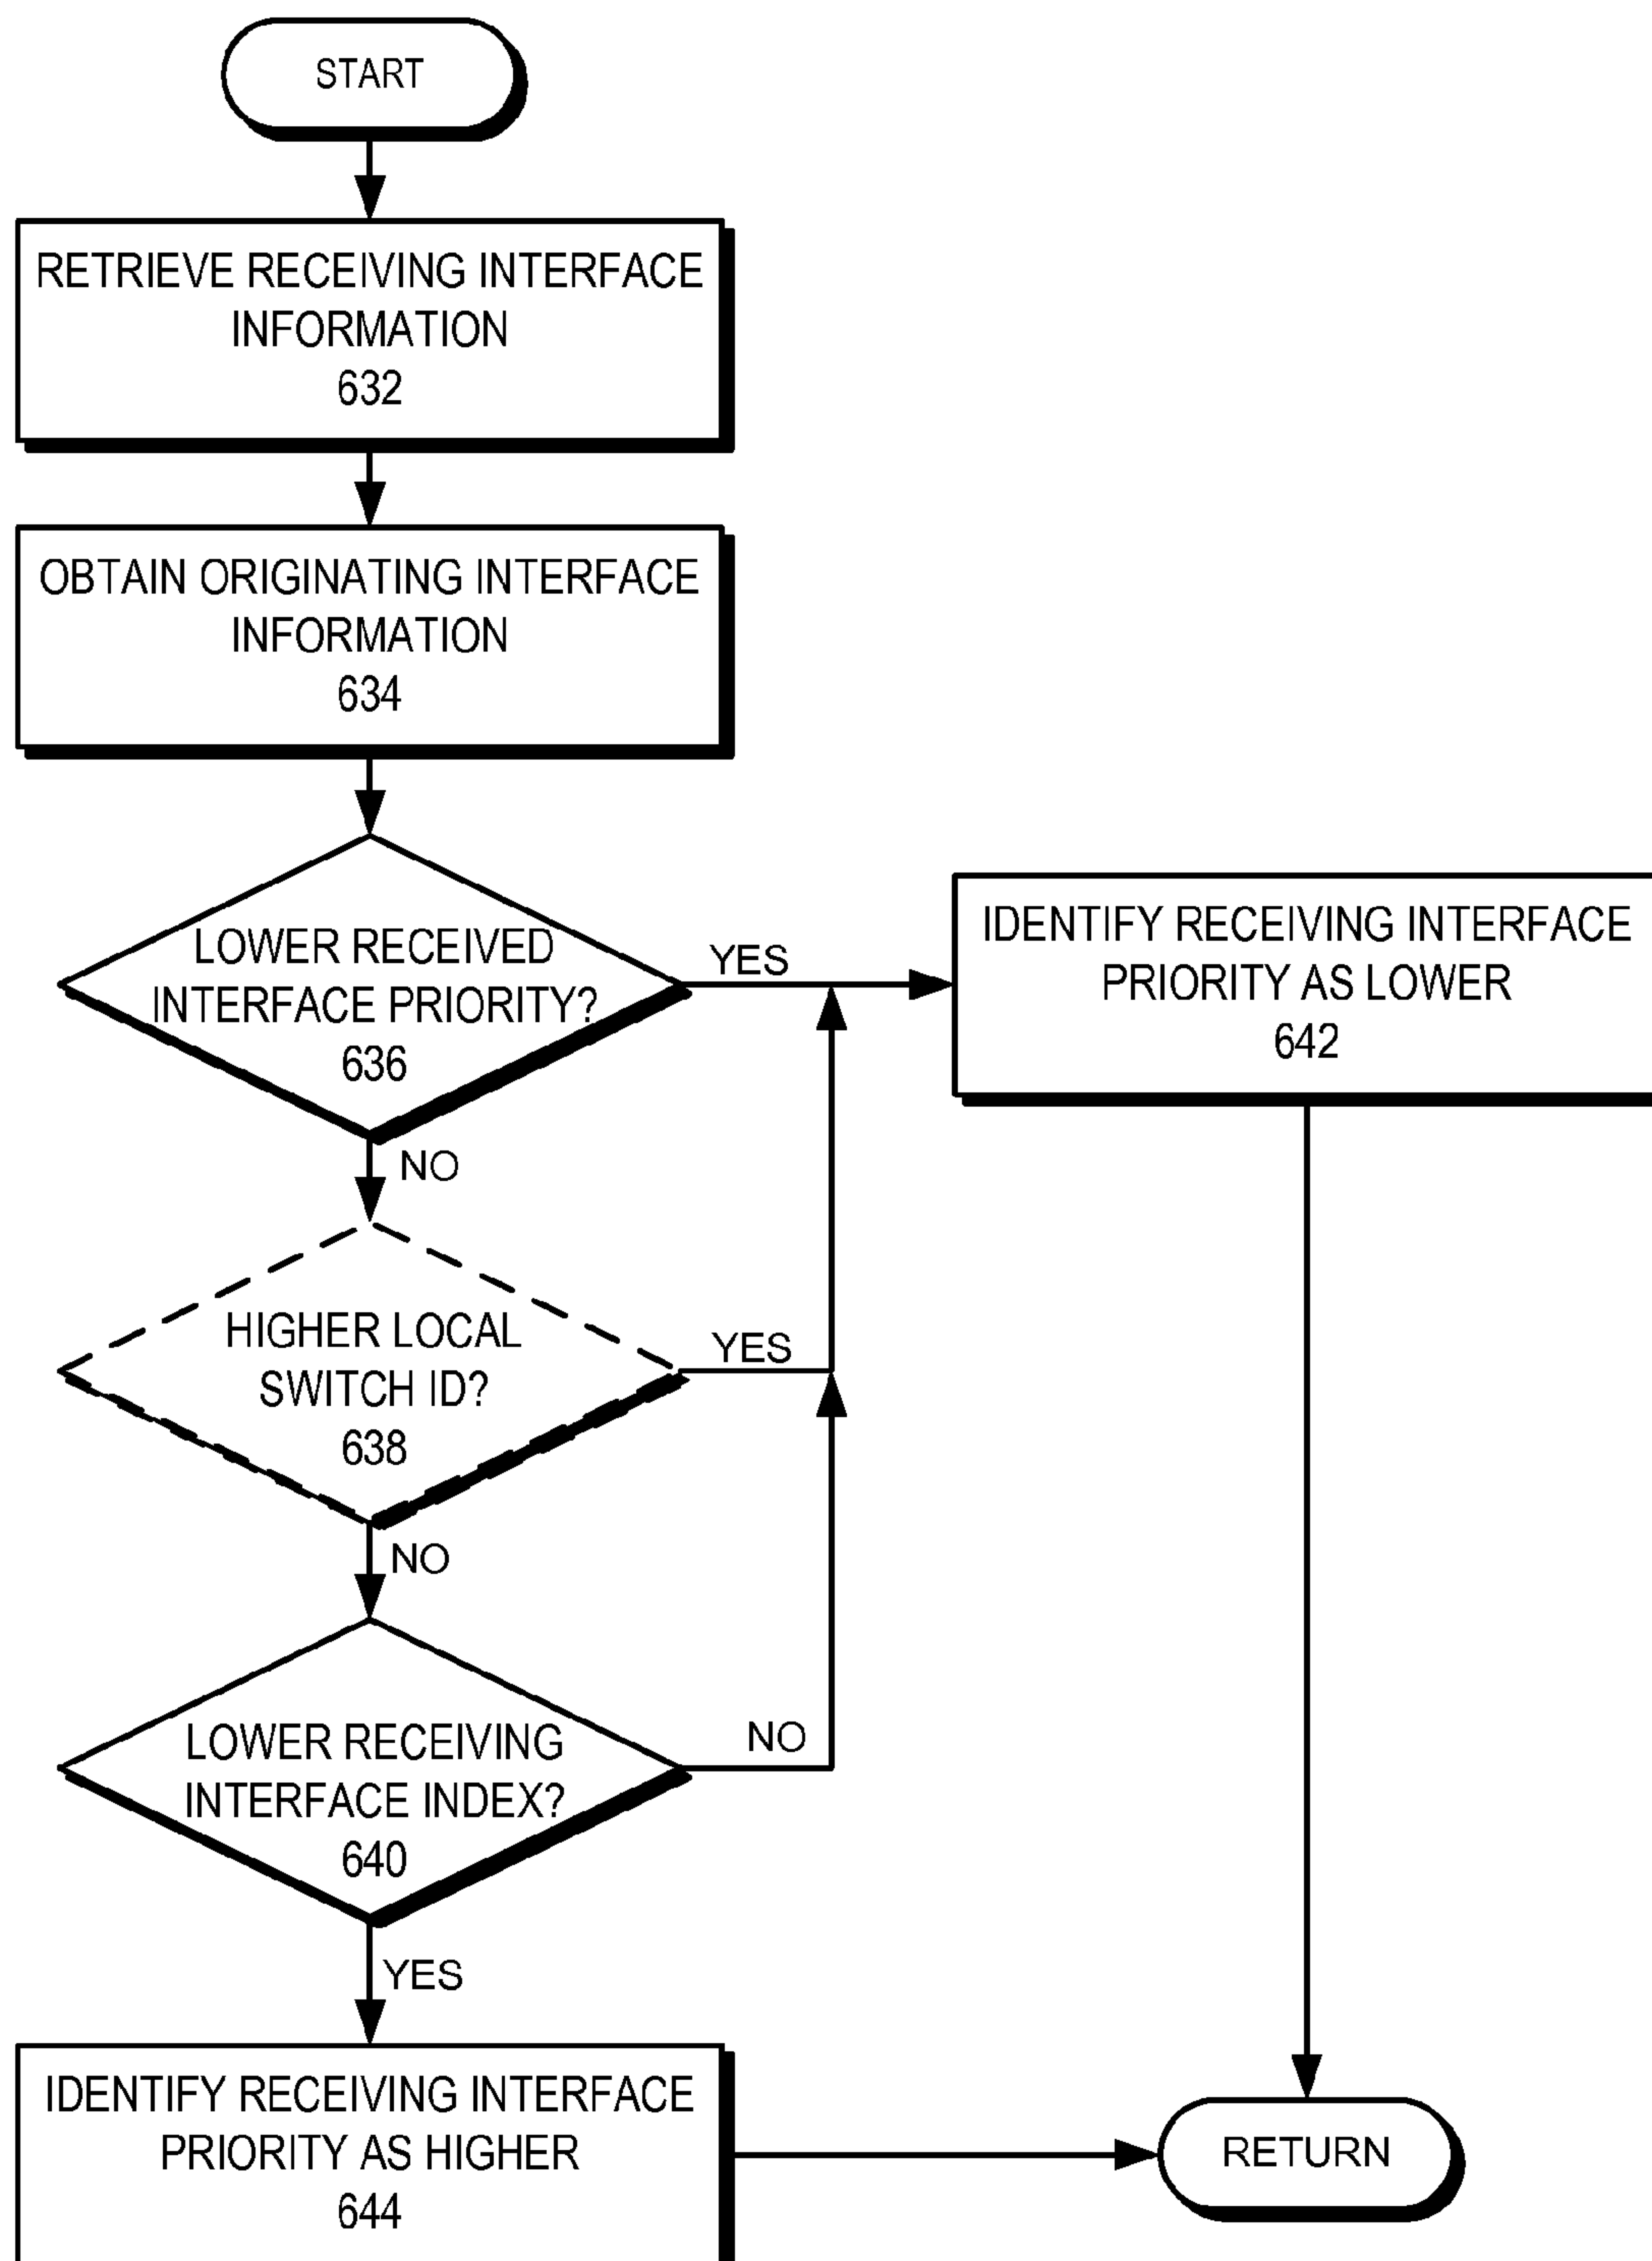 START
RETRIEVE RECEIVING INTERFACE
INFORMATION
632
OBTAIN ORIGINATING INTERFACE
INFORMATION
634
LOWER RECEIVED
INTERFACE PRIORITY?
636
YES
IDENTIFY RECEIVING INTERFACE
PRIORITY AS LOWER
642
NO
HIGHER LOCAL
SWITCH ID?
638
YES
NO
LOWER RECEIVING
INTERFACE INDEX?
640
NO
YES
IDENTIFY RECEIVING INTERFACE
PRIORITY AS HIGHER
644
RETURN